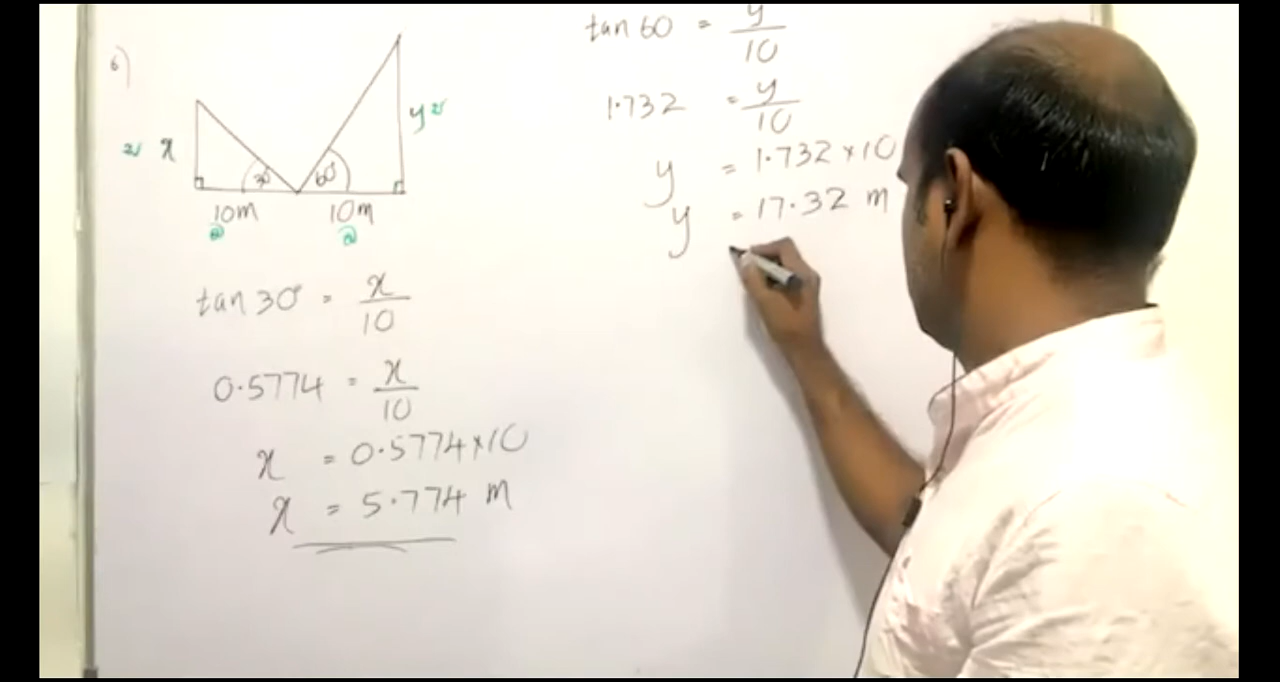 6)
x
y
30°
60°
10m
10m
tan 30° = x/10
0.5774 = x/10
x = 0.5774×10
x = 5.774 m
tan 60 = y/10
1.732 = y/10
y = 1.732×10
y = 17.32 m